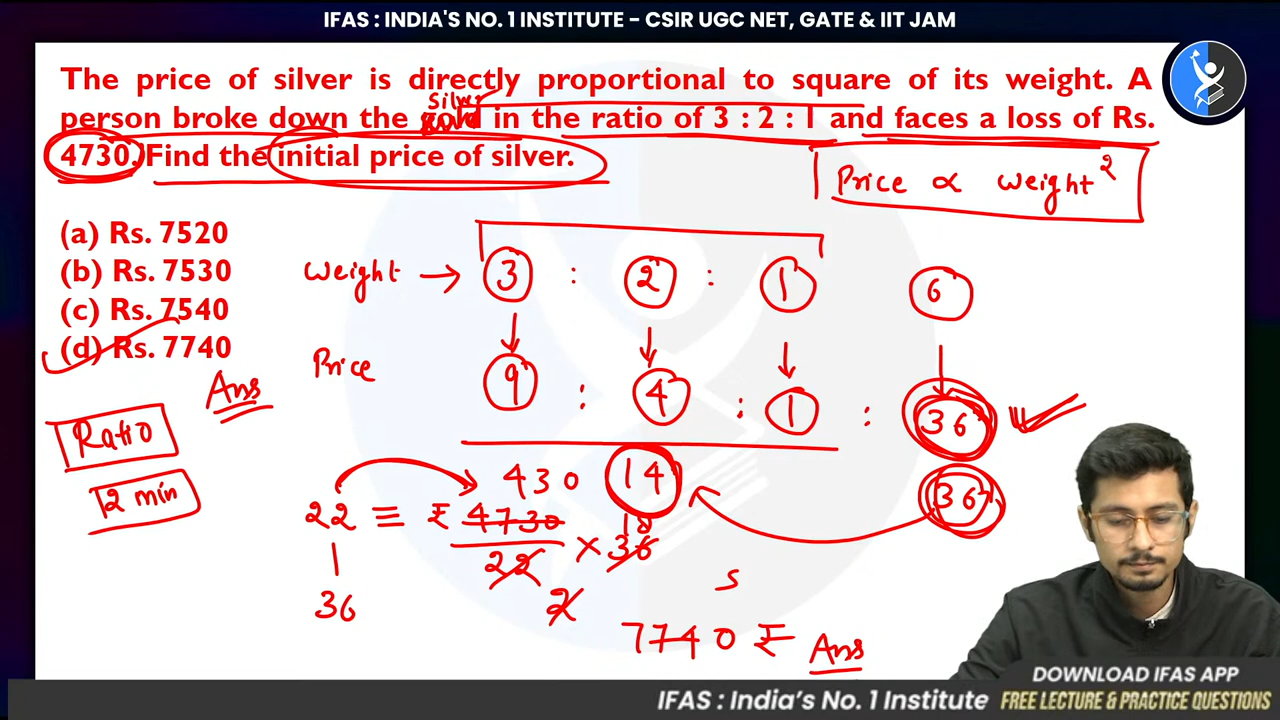 IFAS : INDIA'S NO. 1 INSTITUTE - CSIR UGC NET, GATE & IIT JAM
The price of silver is directly proportional to square of its weight. A
Silver
person broke down the gold in the ratio of 3 : 2 : 1 and faces a loss of Rs.
4730. Find the initial price of silver.
Price ∝ weight²
(a) Rs. 7520
(b) Rs. 7530
(c) Rs. 7540
(d) Rs. 7740
Ans
Ratio
2 min
Weight → 3 : 2 : 1 6
Price 9 : 4 : 1 : 36
430 14 36
22 ≡ ₹ 4730 18
22 × 36
2
36
5
7740 ₹ Ans
DOWNLOAD IFAS APP
IFAS : India's No. 1 Institute FREE LECTURE & PRACTICE QUESTIONS